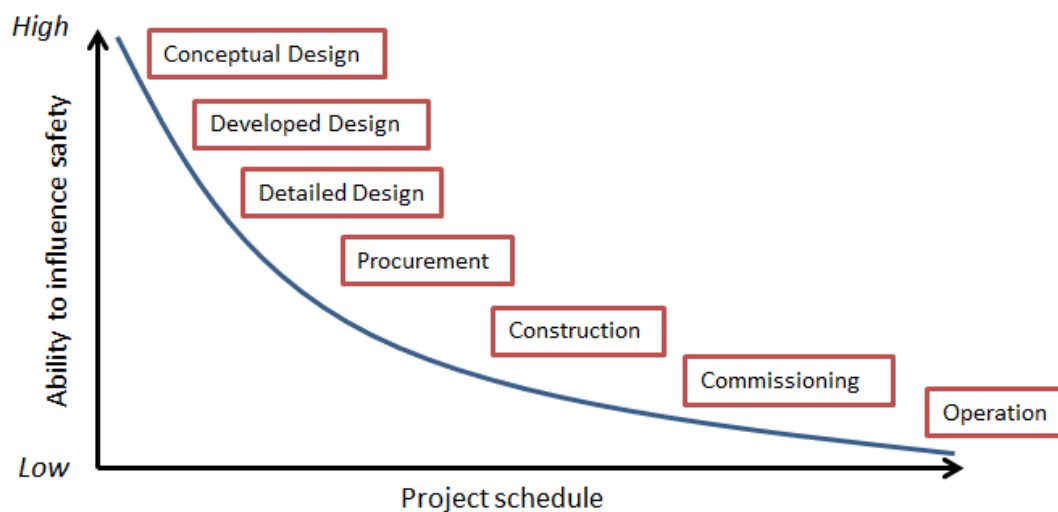 High
Conceptual Design
Developed Design
Detailed Design
Procurement
Construction
Commissioning
Operation
Ability to influence safety
Low
Project schedule